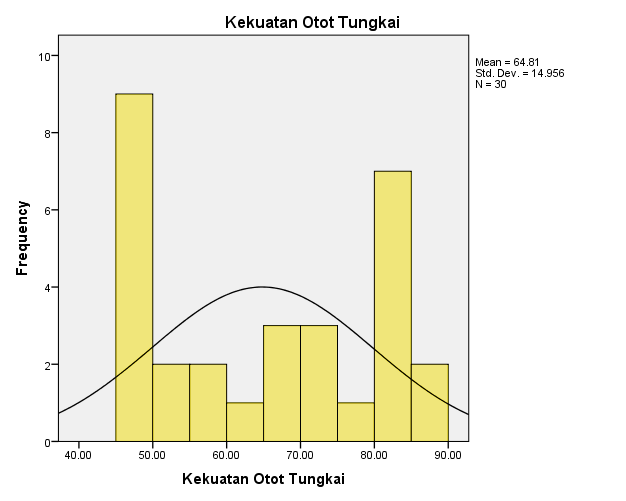 Kekuatan Otot Tungkai
Mean = 64.81
Std. Dev. = 14.956
N = 30
10
8
6
4
2
0
Frequency
40.00 50.00 60.00 70.00 80.00 90.00
Kekuatan Otot Tungkai